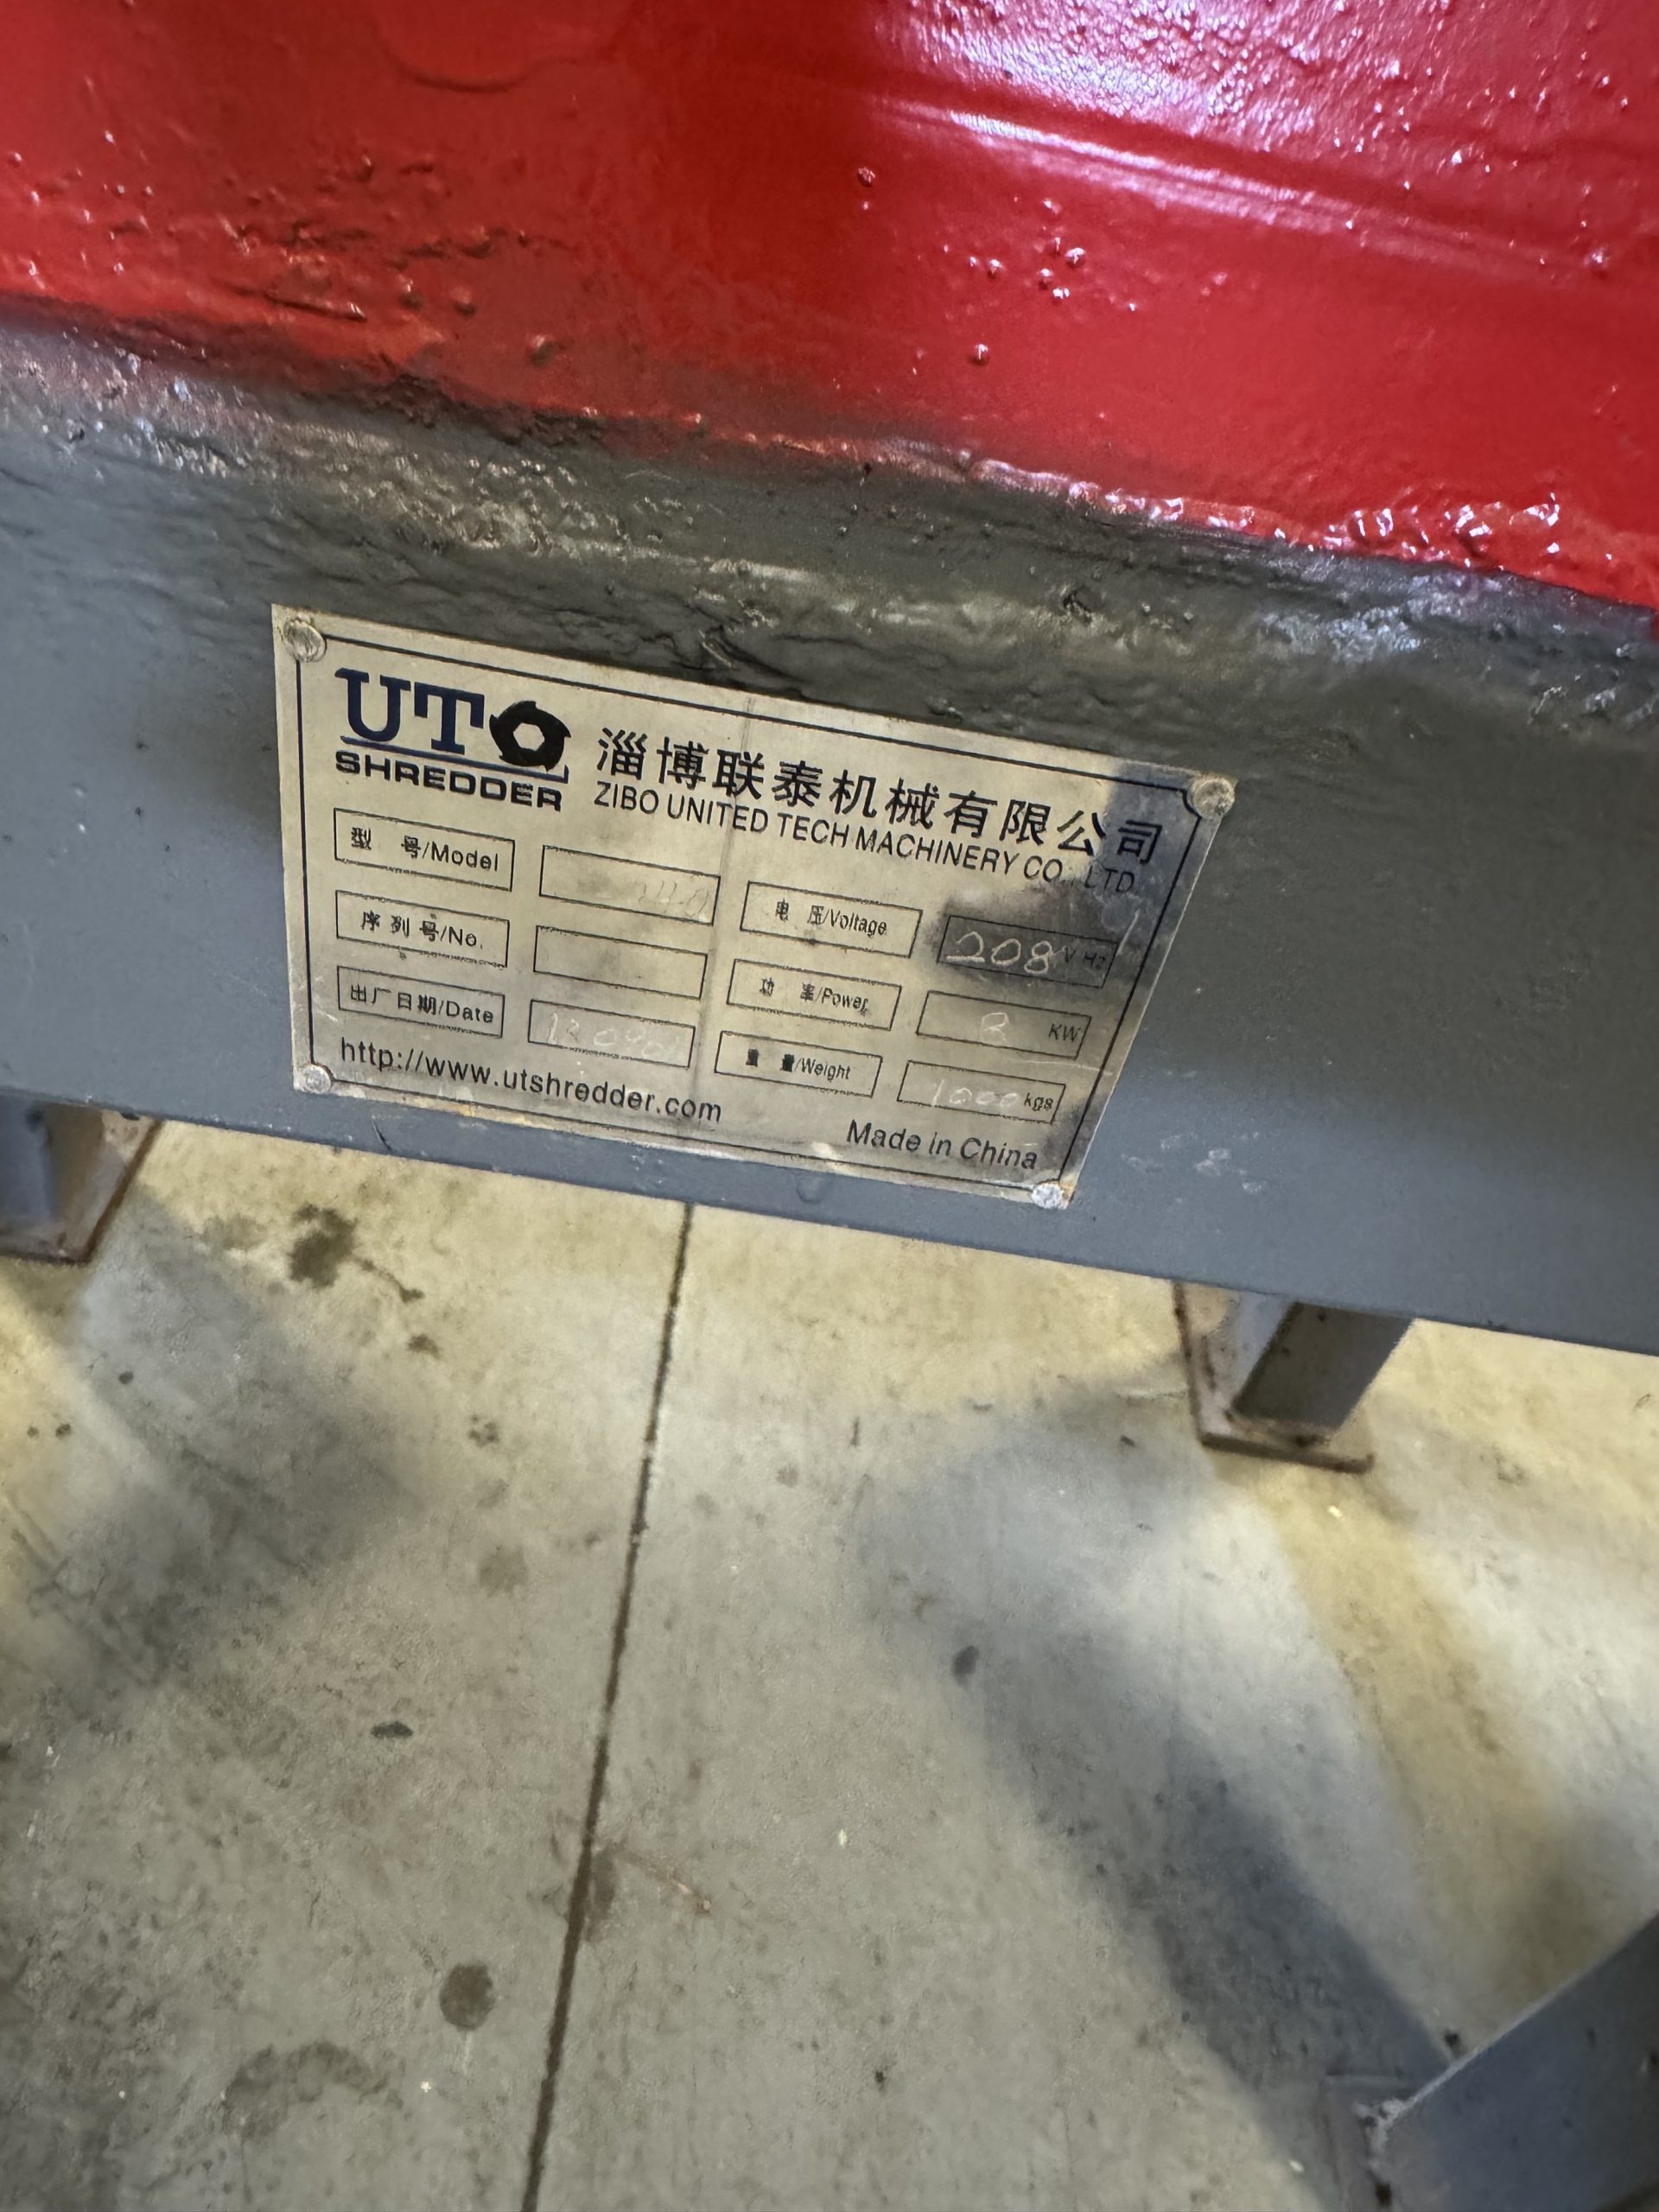 UTO
SHREDDER
淄博联泰机械有限公司
ZIBO UNITED TECH MACHINERY CO., LTD.
型 号/Model
电 压/Voltage 208 V HZ
序列号/No.
功 率/Power KW
出厂日期/Date
重 量/Weight 1000 kgs
http://www.utshredder.com
Made in China